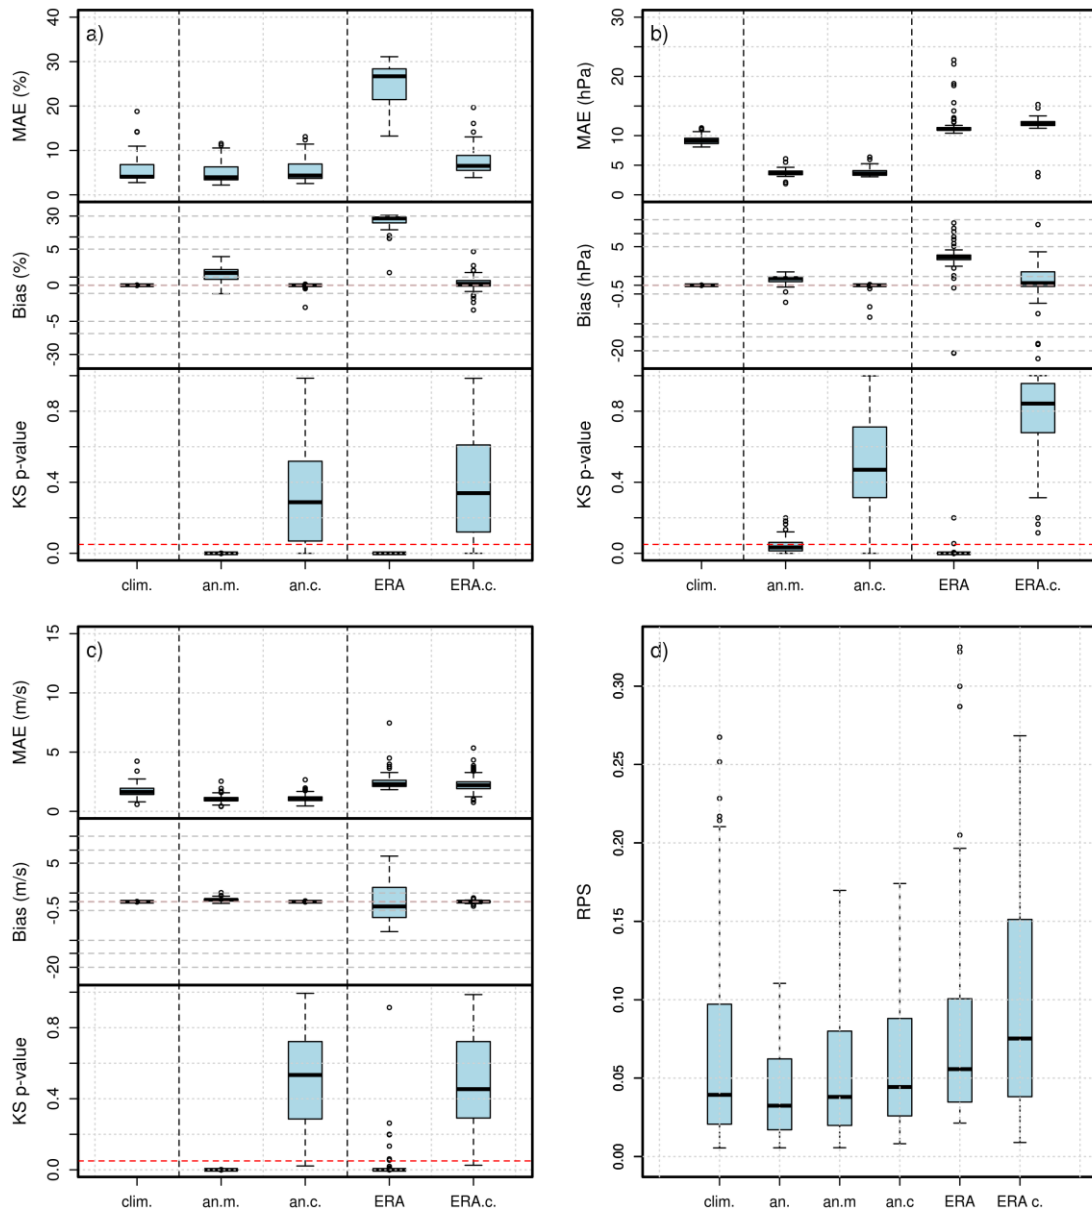 a)
MAE (%)
40
30
20
10
0
Bias (%)
30
5
0
-5
-30
KS p-value
0.8
0.4
0.0
clim. an.m. an.c. ERA ERA.c.
b)
MAE (hPa)
30
20
10
5
0
Bias (hPa)
5
-0.5
-20
KS p-value
0.8
0.4
0.0
clim. an.m. an.c. ERA ERA.c.
c)
MAE (m/s)
15
10
5
0
Bias (m/s)
5
-0.5
-20
KS p-value
0.8
0.4
0.0
clim. an.m. an.c. ERA ERA.c.
d)
RPS
0.30
0.25
0.20
0.15
0.10
0.05
0.00
clim. an. an.m an.c ERA ERA c.